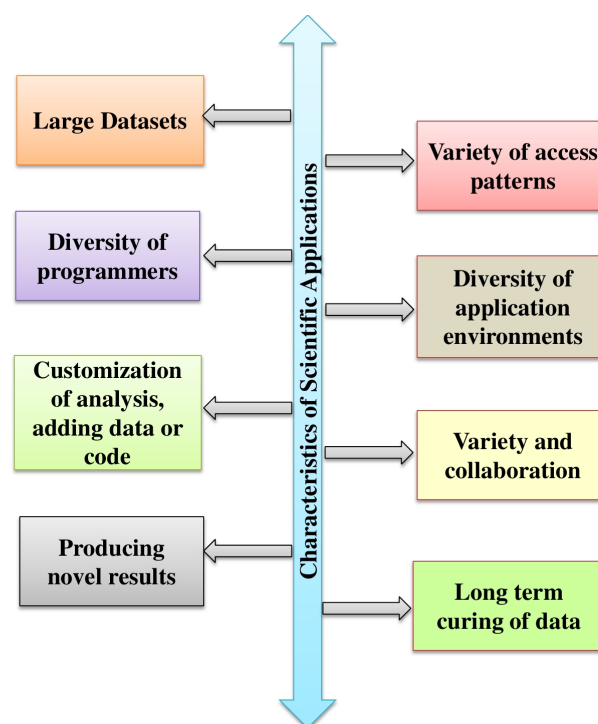 Large Datasets
Variety of access
patterns
Diversity of
programmers
Diversity of
application
environments
Customization
of analysis,
adding data or
code
Variety and
collaboration
Producing
novel results
Long term
curing of data
Characteristics of Scientific Applications